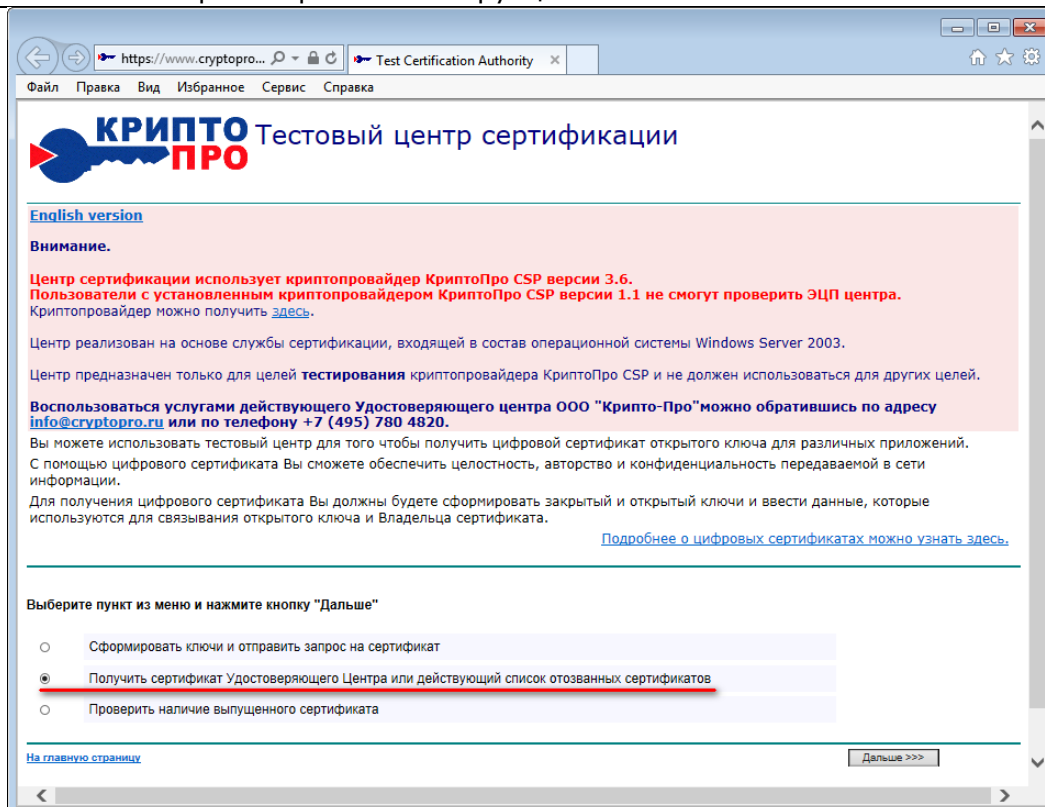 https://www.cryptopro...
Test Certification Authority
Файл Правка Вид Избранное Сервис Справка
КРИПТО
ПРО
Тестовый центр сертификации
English version
Внимание.
Центр сертификации использует криптопровайдер КриптоПро CSP версии 3.6.
Пользователи с установленным криптопровайдером КриптоПро CSP версии 1.1 не смогут проверить ЭЦП центра.
Криптопровайдер можно получить здесь.
Центр реализован на основе службы сертификации, входящей в состав операционной системы Windows Server 2003.
Центр предназначен только для целей тестирования криптопровайдера КриптоПро CSP и не должен использоваться для других целей.
Воспользоваться услугами действующего Удостоверяющего центра ООО "Крипто-Про"можно обратившись по адресу
info@cryptopro.ru или по телефону +7 (495) 780 4820.
Вы можете использовать тестовый центр для того чтобы получить цифровой сертификат открытого ключа для различных приложений.
С помощью цифрового сертификата Вы сможете обеспечить целостность, авторство и конфиденциальность передаваемой в сети
информации.
Для получения цифрового сертификата Вы должны будете сформировать закрытый и открытый ключи и ввести данные, которые
используются для связывания открытого ключа и Владельца сертификата.
Подробнее о цифровых сертификатах можно узнать здесь.
Выберите пункт из меню и нажмите кнопку "Дальше"
Сформировать ключи и отправить запрос на сертификат
Получить сертификат Удостоверяющего Центра или действующий список отозванных сертификатов
Проверить наличие выпущенного сертификата
На главную страницу
Дальше >>>